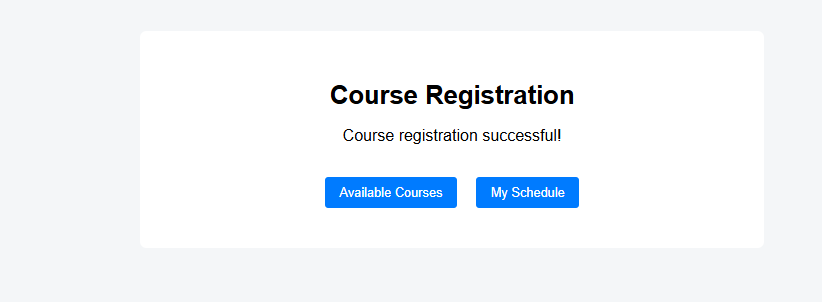 Course Registration
Course registration successful!
Available Courses
My Schedule